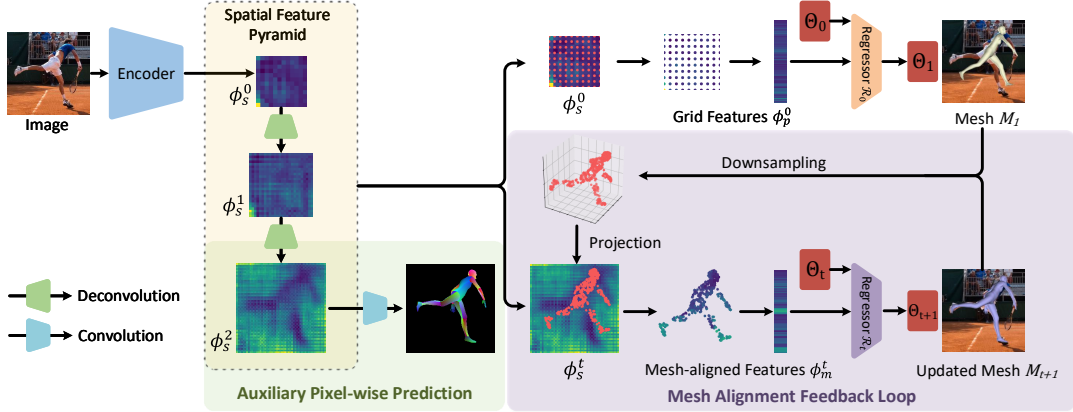 Spatial Feature
Pyramid
Encoder
Image
ϕ_s^0
ϕ_s^1
ϕ_s^2
Deconvolution
Convolution
Auxiliary Pixel-wise Prediction
ϕ_s^0
Grid Features ϕ_p^0
Θ_0
Regressor R_0
Θ_1
Mesh M_1
Downsampling
Projection
ϕ_s^t
Mesh-aligned Features ϕ_m^t
Θ_t
Regressor R_t
Θ_{t+1}
Updated Mesh M_{t+1}
Mesh Alignment Feedback Loop